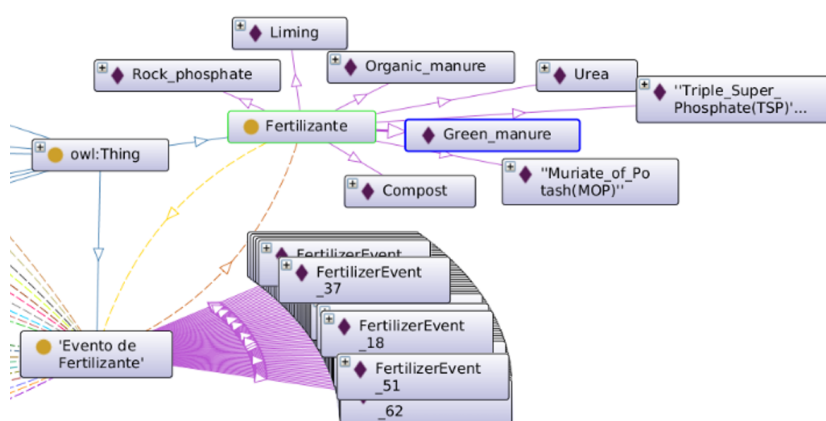 Liming
Rock_phosphate
Organic_manure
Urea
''Triple_Super_
Phosphate(TSP)'...
Fertilizante
Green_manure
owl:Thing
''Muriate_of_Po
tash(MOP)''
Compost
FertilizerEvent
FertilizerEvent
_37
FertilizerEvent
_18
'Evento de
Fertilizante'
FertilizerEvent
_51
_62